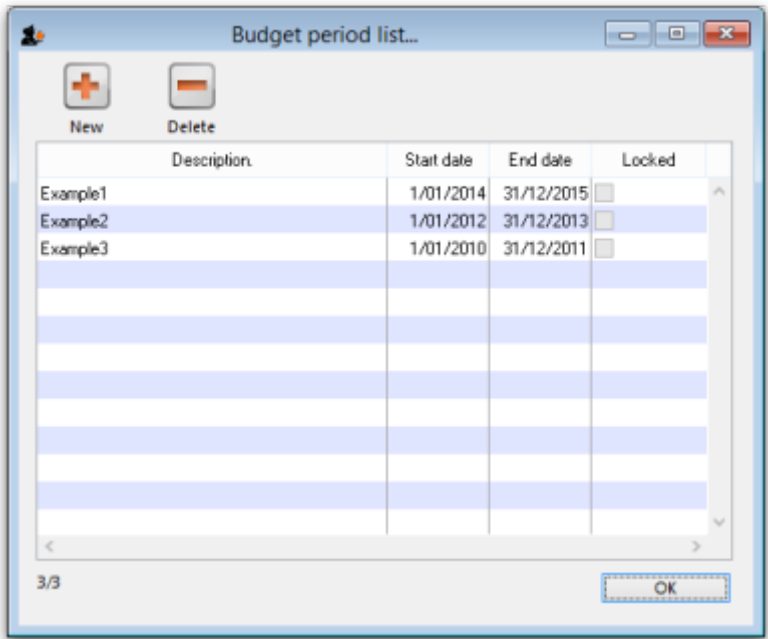 Budget period list...
New Delete
Description. Start date End date Locked
Example1 1/01/2014 31/12/2015
Example2 1/01/2012 31/12/2013
Example3 1/01/2010 31/12/2011
3/3 OK